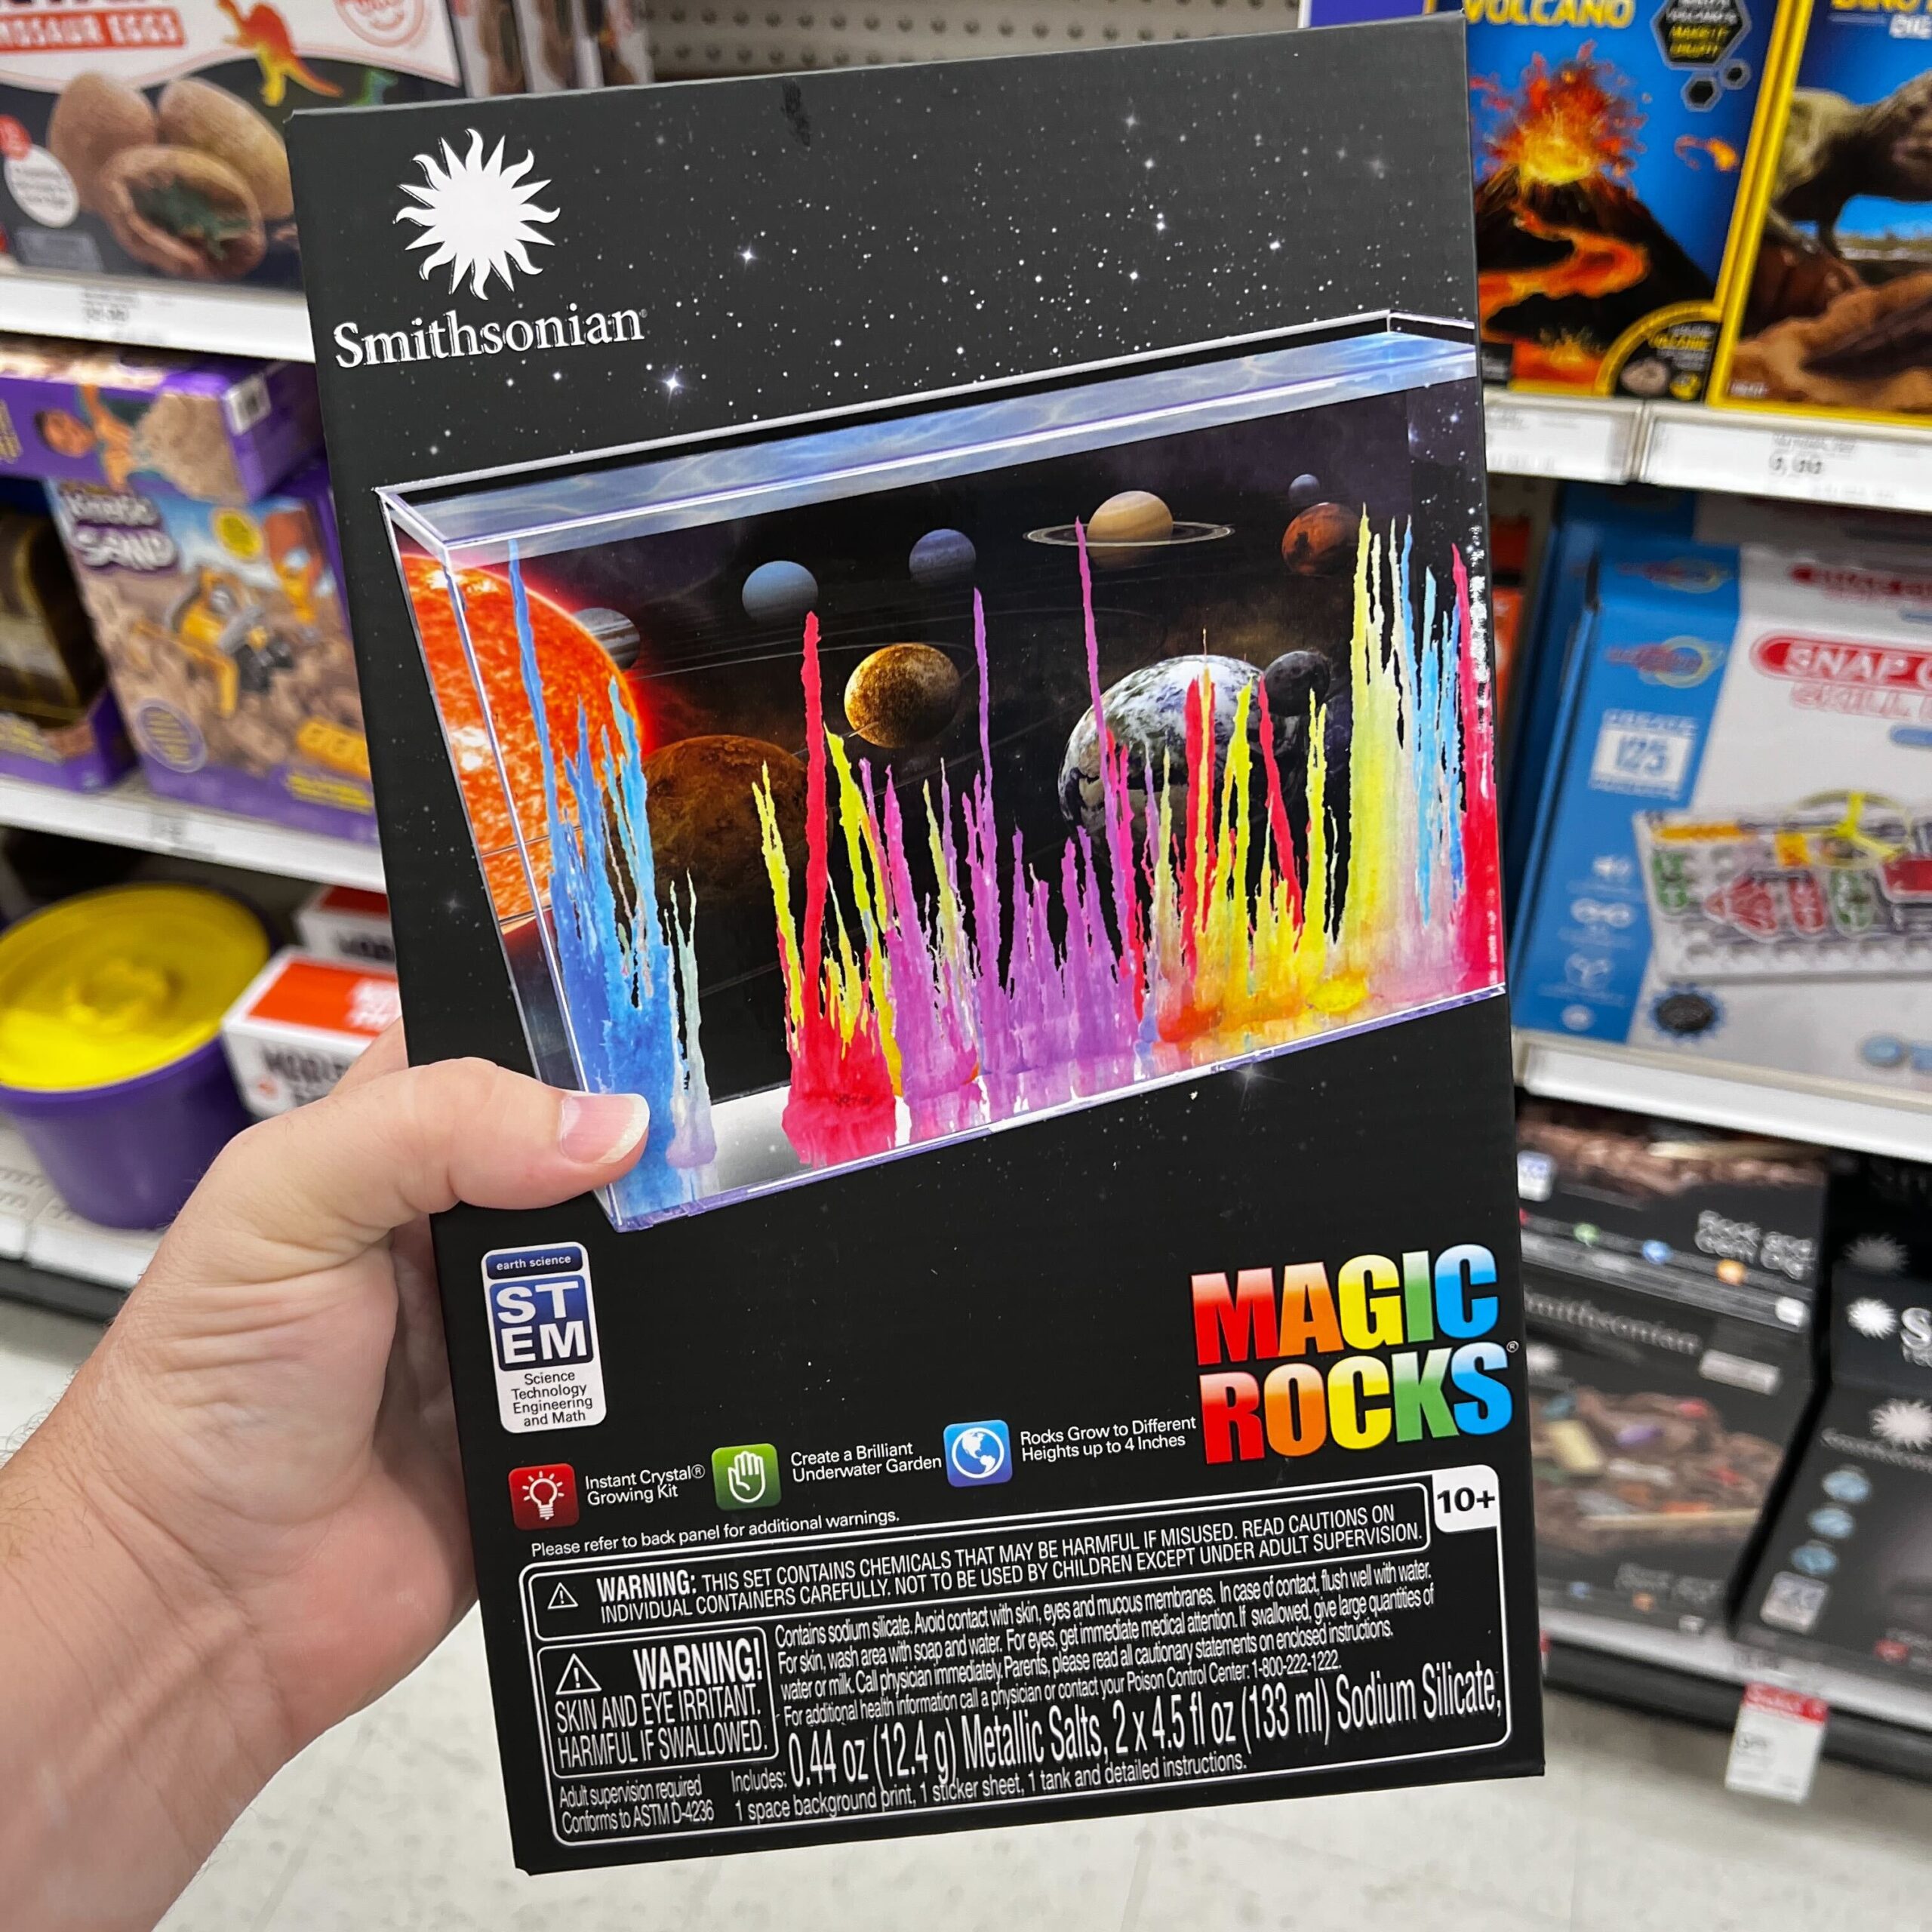 Smithsonian
earth science
ST
EM
Science
Technology
Engineering
and Math
MAGIC
ROCKS®
Instant Crystal®
Growing Kit
Create a Brilliant
Underwater Garden
Rocks Grow to Different
Heights up to 4 Inches
Please refer to back panel for additional warnings.
10+
WARNING: THIS SET CONTAINS CHEMICALS THAT MAY BE HARMFUL IF MISUSED. READ CAUTIONS ON
INDIVIDUAL CONTAINERS CAREFULLY. NOT TO BE USED BY CHILDREN EXCEPT UNDER ADULT SUPERVISION.
WARNING!
SKIN AND EYE IRRITANT.
HARMFUL IF SWALLOWED.
Contains sodium silicate. Avoid contact with skin, eyes and mucous membranes. In case of contact, flush well with water.
For skin, wash area with soap and water. For eyes, get immediate medical attention. If swallowed, give large quantities of
water or milk. Call physician immediately. Parents, please read all cautionary statements on enclosed instructions.
For additional health information call a physician or contact your Poison Control Center: 1-800-222-1222.
Adult supervision required
Conforms to ASTM D-4236
Includes: 0.44 oz (12.4 g) Metallic Salts, 2 x 4.5 fl oz (133 ml) Sodium Silicate,
1 space background print, 1 sticker sheet, 1 tank and detailed instructions.
VOLCANO
SAND
SNAP
125
Smithsonian
Rock and